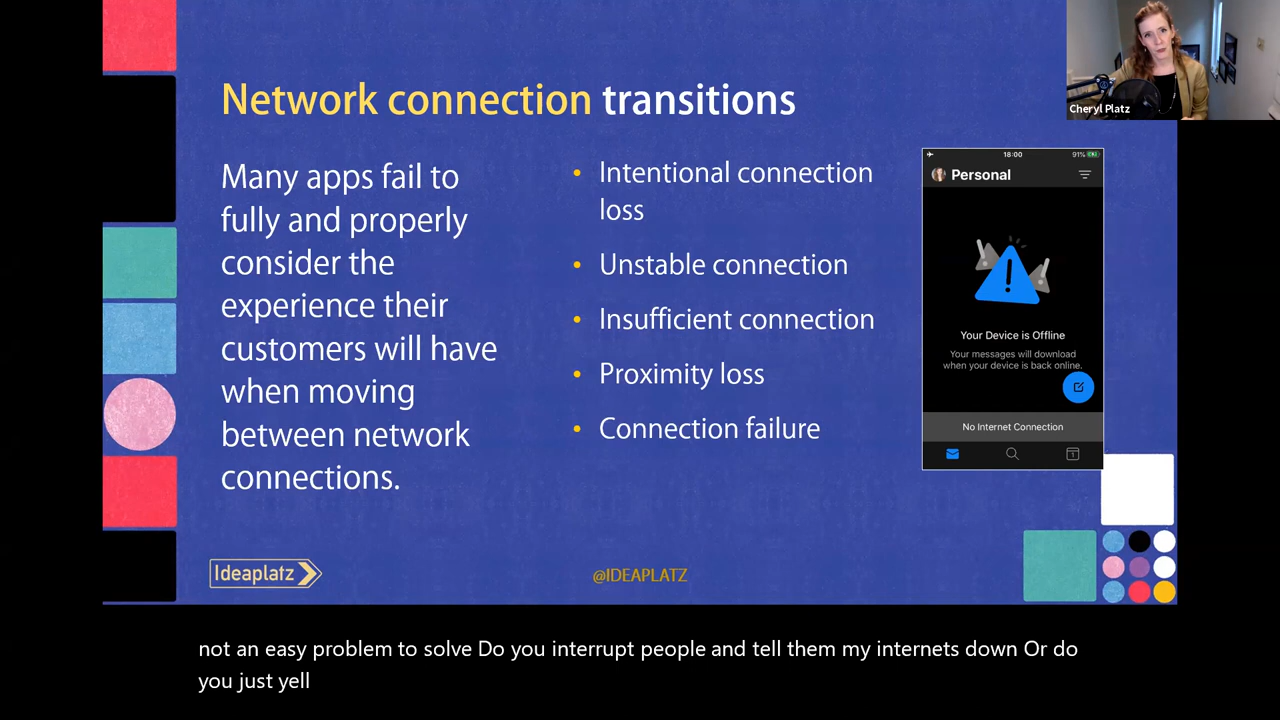 Network connection transitions
Many apps fail to
fully and properly
consider the
experience their
customers will have
when moving
between network
connections.
• Intentional connection
loss
• Unstable connection
• Insufficient connection
• Proximity loss
• Connection failure
18:00
91%
Personal
Your Device is Offline
Your messages will download
when your device is back online.
No Internet Connection
1
Cheryl Platz
Ideaplatz
@IDEAPLATZ
not an easy problem to solve Do you interrupt people and tell them my internets down Or do
you just yell